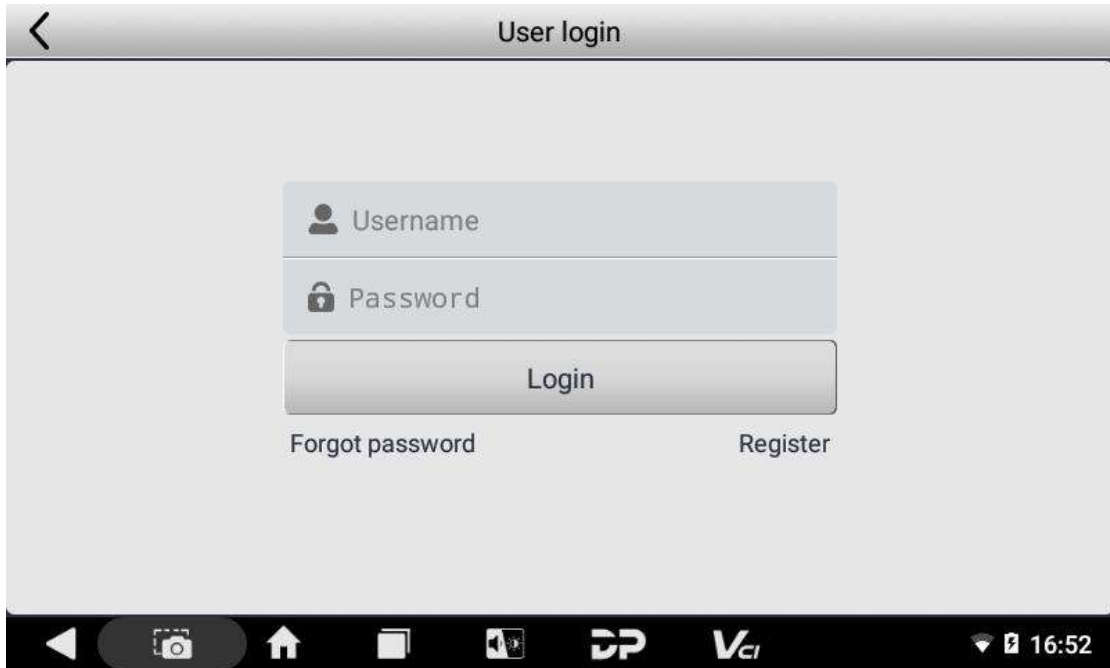 User login
Username
Password
Login
Forgot password Register
DP VCI 16:52